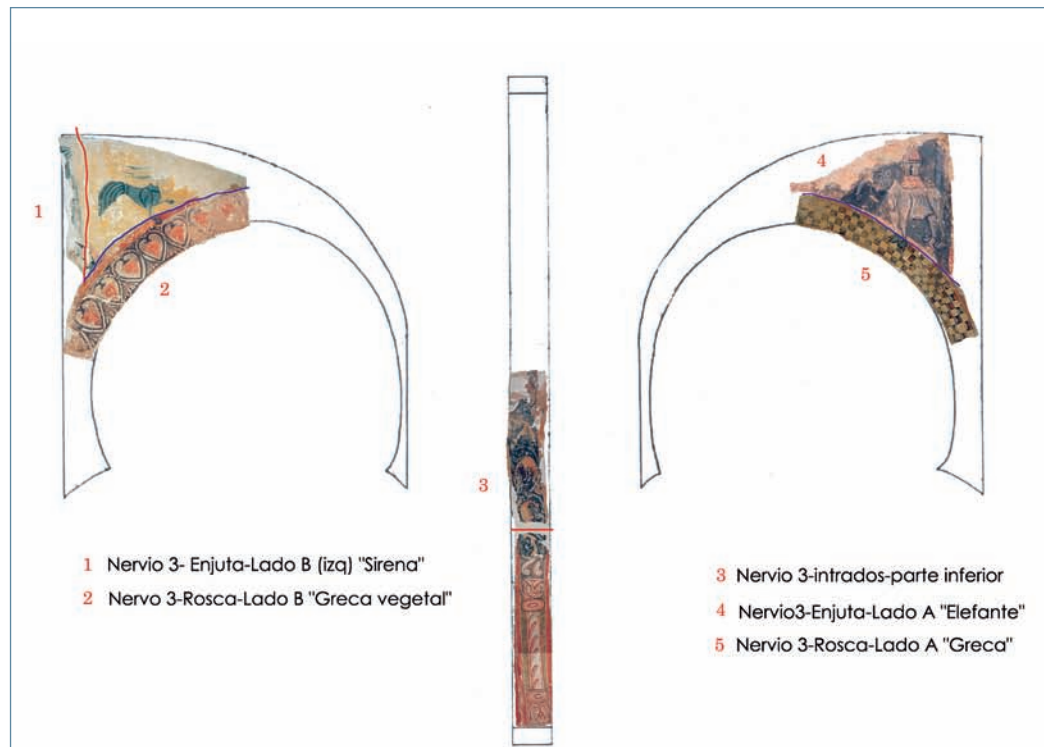 4
1
5
2
3
1 Nervio 3- Enjuta-Lado B (izq) "Sirena"
2 Nervo 3-Rosca-Lado B "Greca vegetal"
3 Nervio 3-intrados-parte inferior
4 Nervio3-Enjuta-Lado A "Elefante"
5 Nervio 3-Rosca-Lado A "Greca"